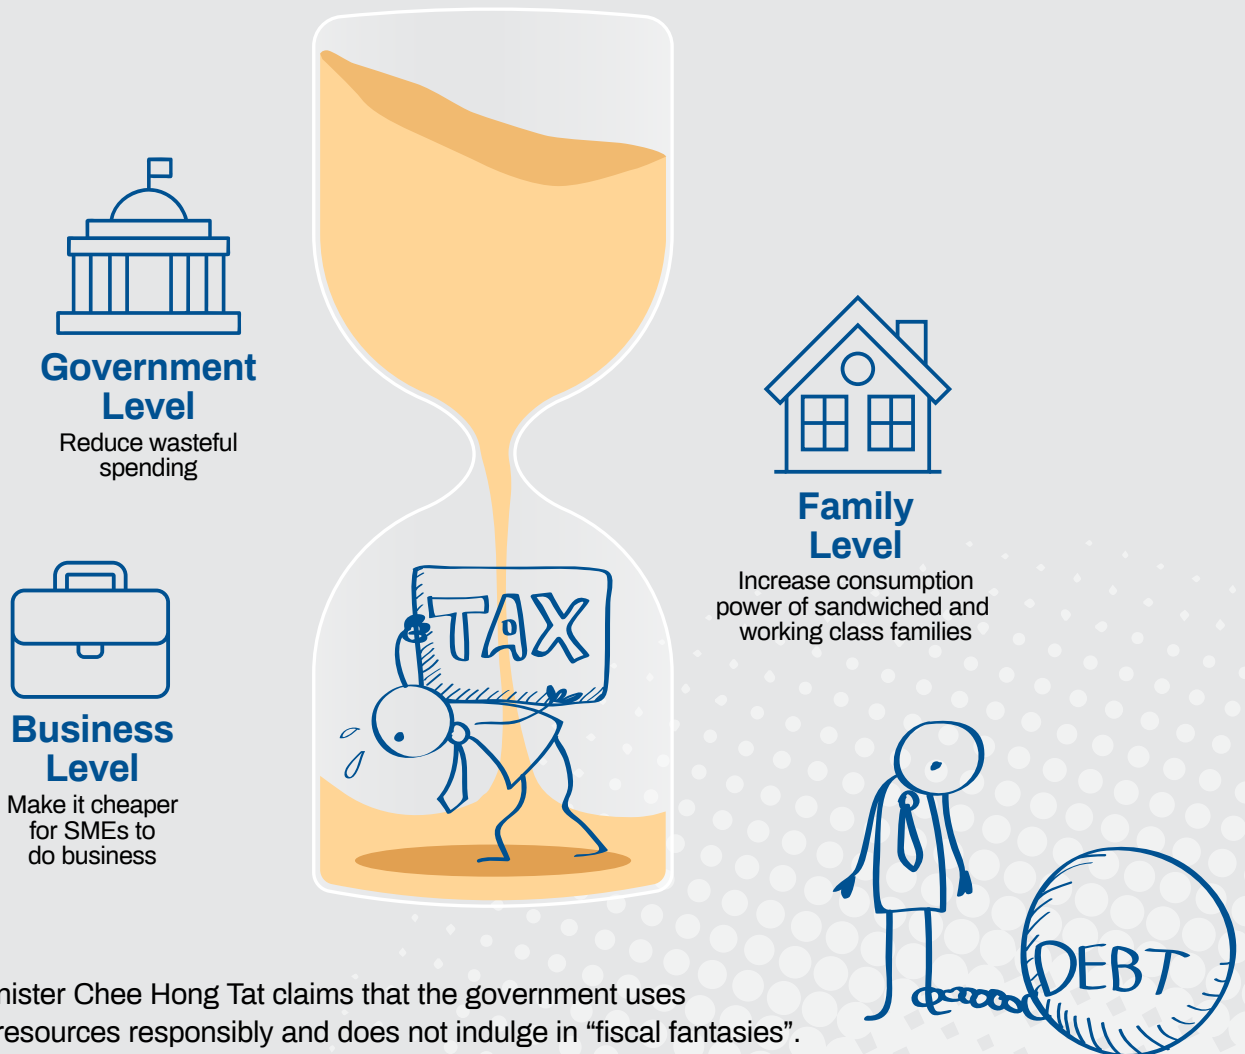 Government
Level
Reduce wasteful
spending
Family
Level
Increase consumption
power of sandwiched and
working class families
TAX
Business
Level
Make it cheaper
for SMEs to
do business
DEBT
Chee Hong Tat claims that the government uses
resources responsibly and does not indulge in “fiscal fantasies”.